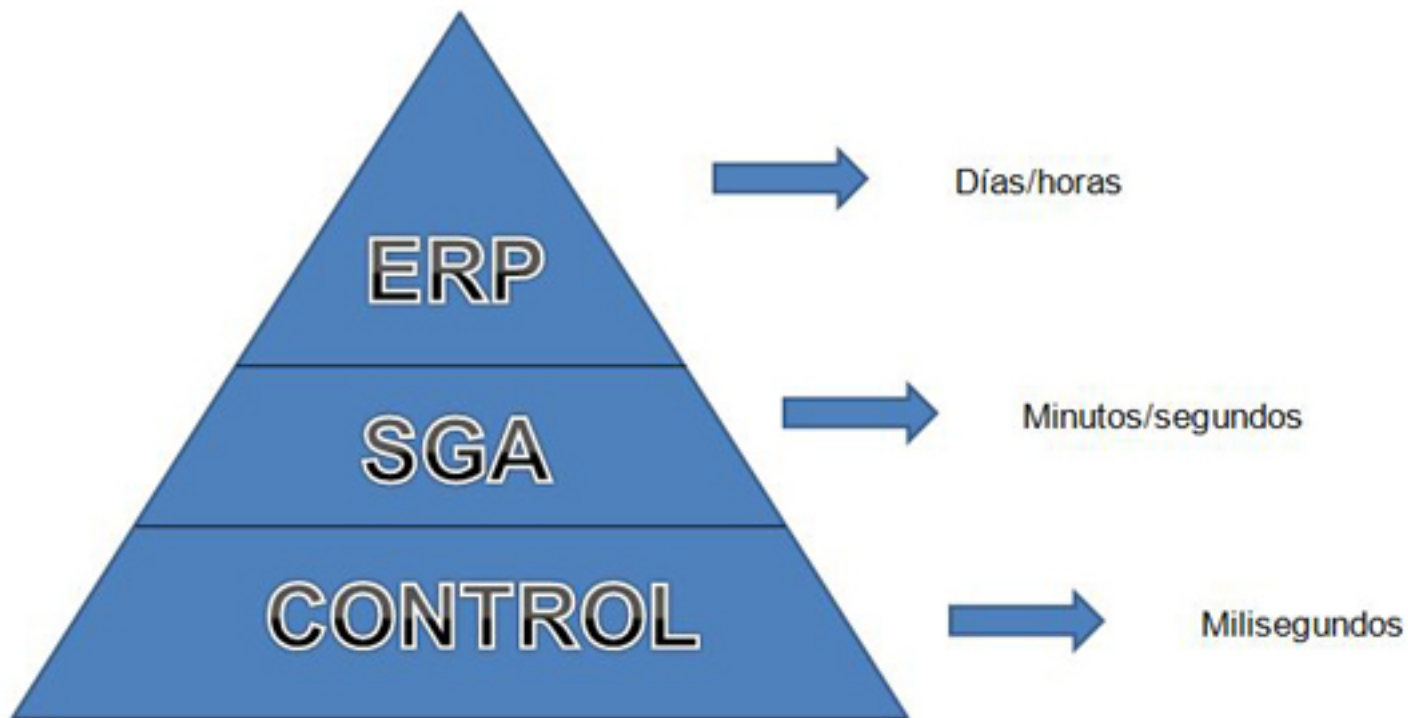 Días/horas
ERP
Minutos/segundos
SGA
CONTROL
Milisegundos